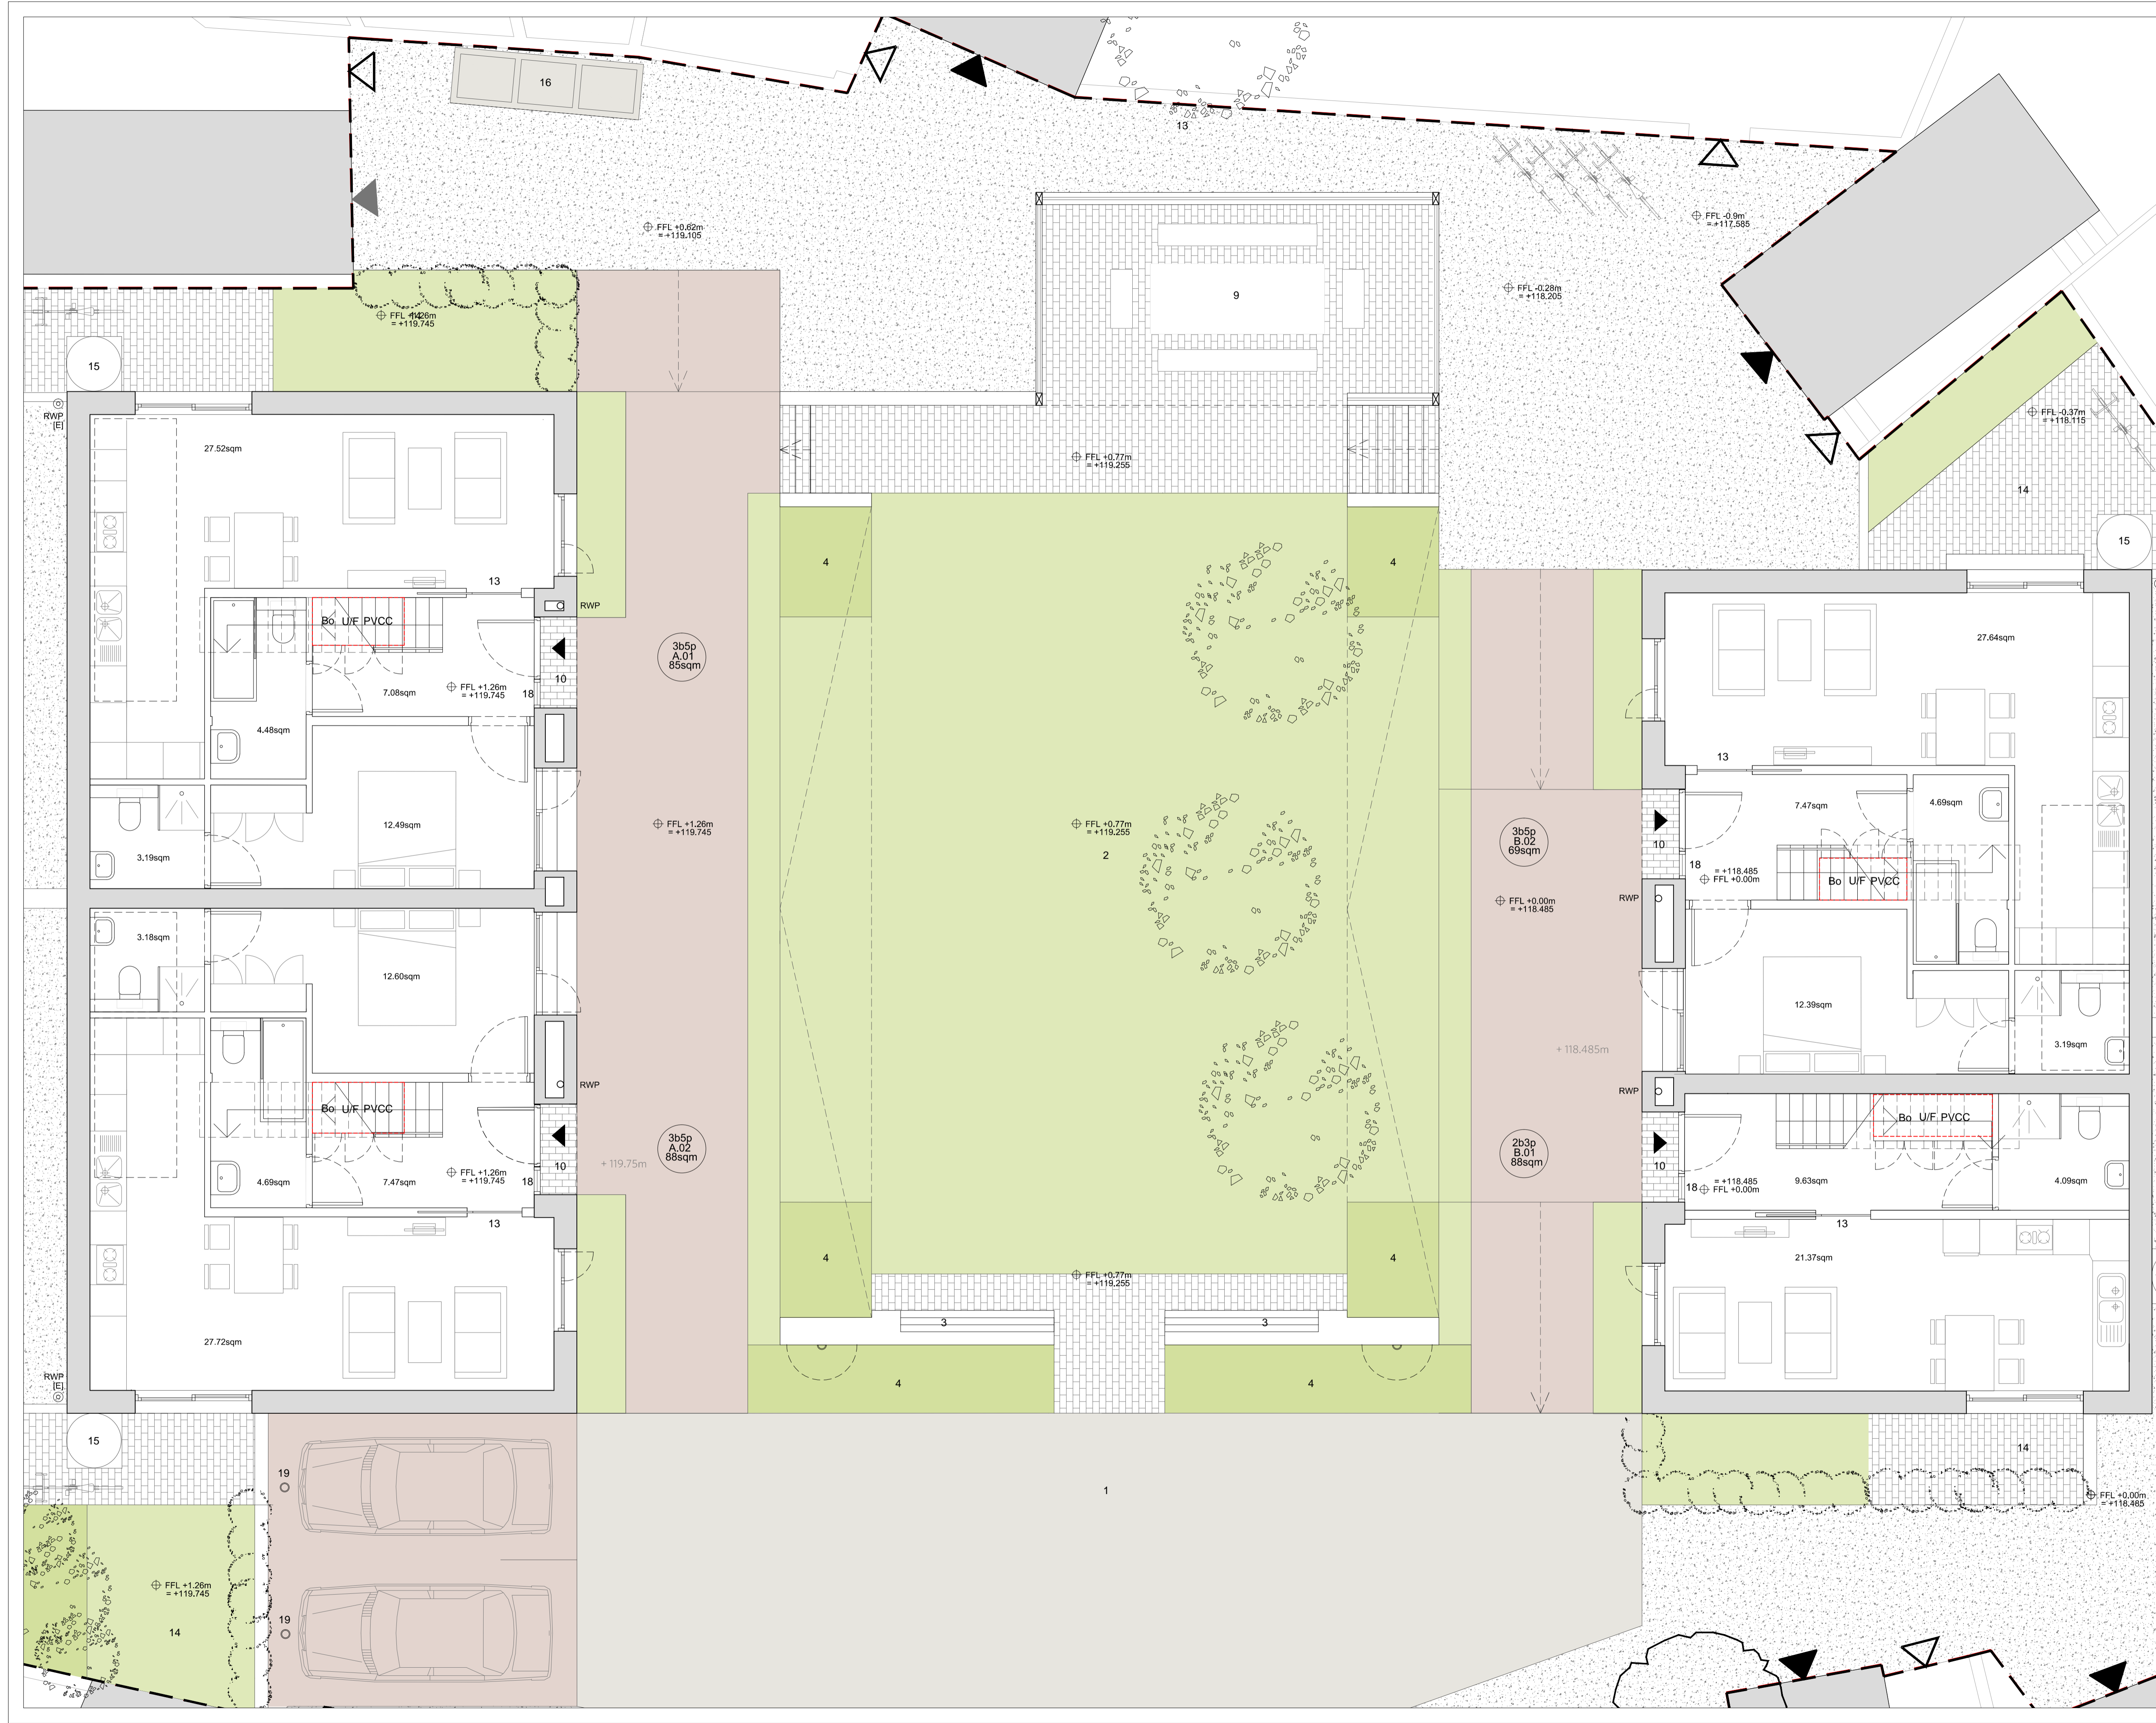 16
13
FFL +0.62m
= +119.105
FFL -0.9m
= +117.585
9
FFL -0.28m
= +118.205
FFL +1.26m
= +119.745
14
15
RWP
[E]
FFL -0.37m
= +118.115
27.52sqm
FFL +0.77m
= +119.255
14
15
4
4
13
RWP
Bo U/F PVCC
27.64sqm
3b5p
A.01
85sqm
10
7.08sqm
FFL +1.26m
= +119.745
18
4.48sqm
13
12.49sqm
FFL +1.26m
= +119.745
FFL +0.77m
= +119.255
2
7.47sqm
4.69sqm
3b5p
B.02
69sqm
10
3.19sqm
18
= +118.485
FFL +0.00m
Bo U/F PVCC
RWP
FFL +0.00m
= +118.485
3.18sqm
12.60sqm
12.39sqm
+ 118.485m
3.19sqm
RWP
RWP
Bo U/F PVCC
Bo U/F PVCC
3b5p
A.02
88sqm
2b3p
B.01
88sqm
10
10
+ 119.75m
FFL +1.26m
= +119.745
18
4.69sqm
7.47sqm
18
= +118.485
FFL +0.00m
9.63sqm
4.09sqm
13
13
4
4
21.37sqm
FFL +0.77m
= +119.255
3
3
27.72sqm
RWP
[E]
4
4
15
14
19
1
FFL +0.00m
= +118.485
FFL +1.26m
= +119.745
19
14